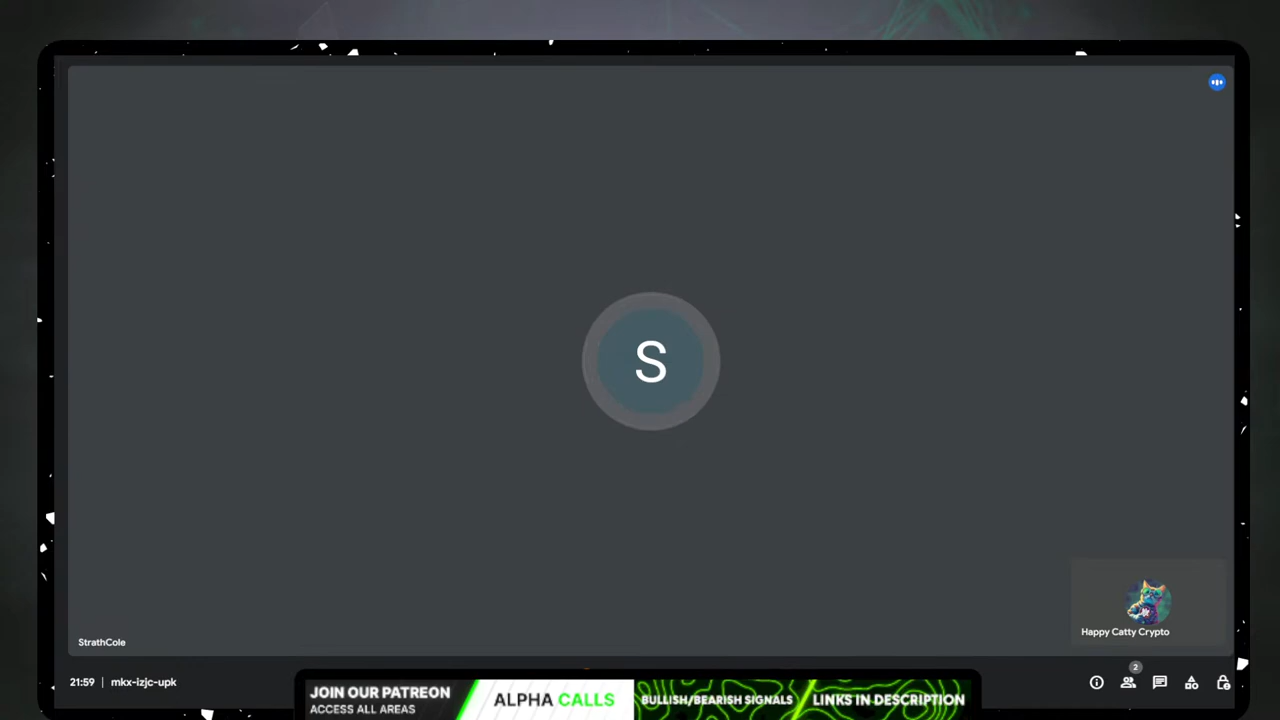 S
StrathCole
Happy Catty Crypto
2
21:59 | mkx-izjc-upk
JOIN OUR PATREON
ACCESS ALL AREAS
ALPHA CALLS
BULLISH/BEARISH SIGNALS
LINKS IN DESCRIPTION